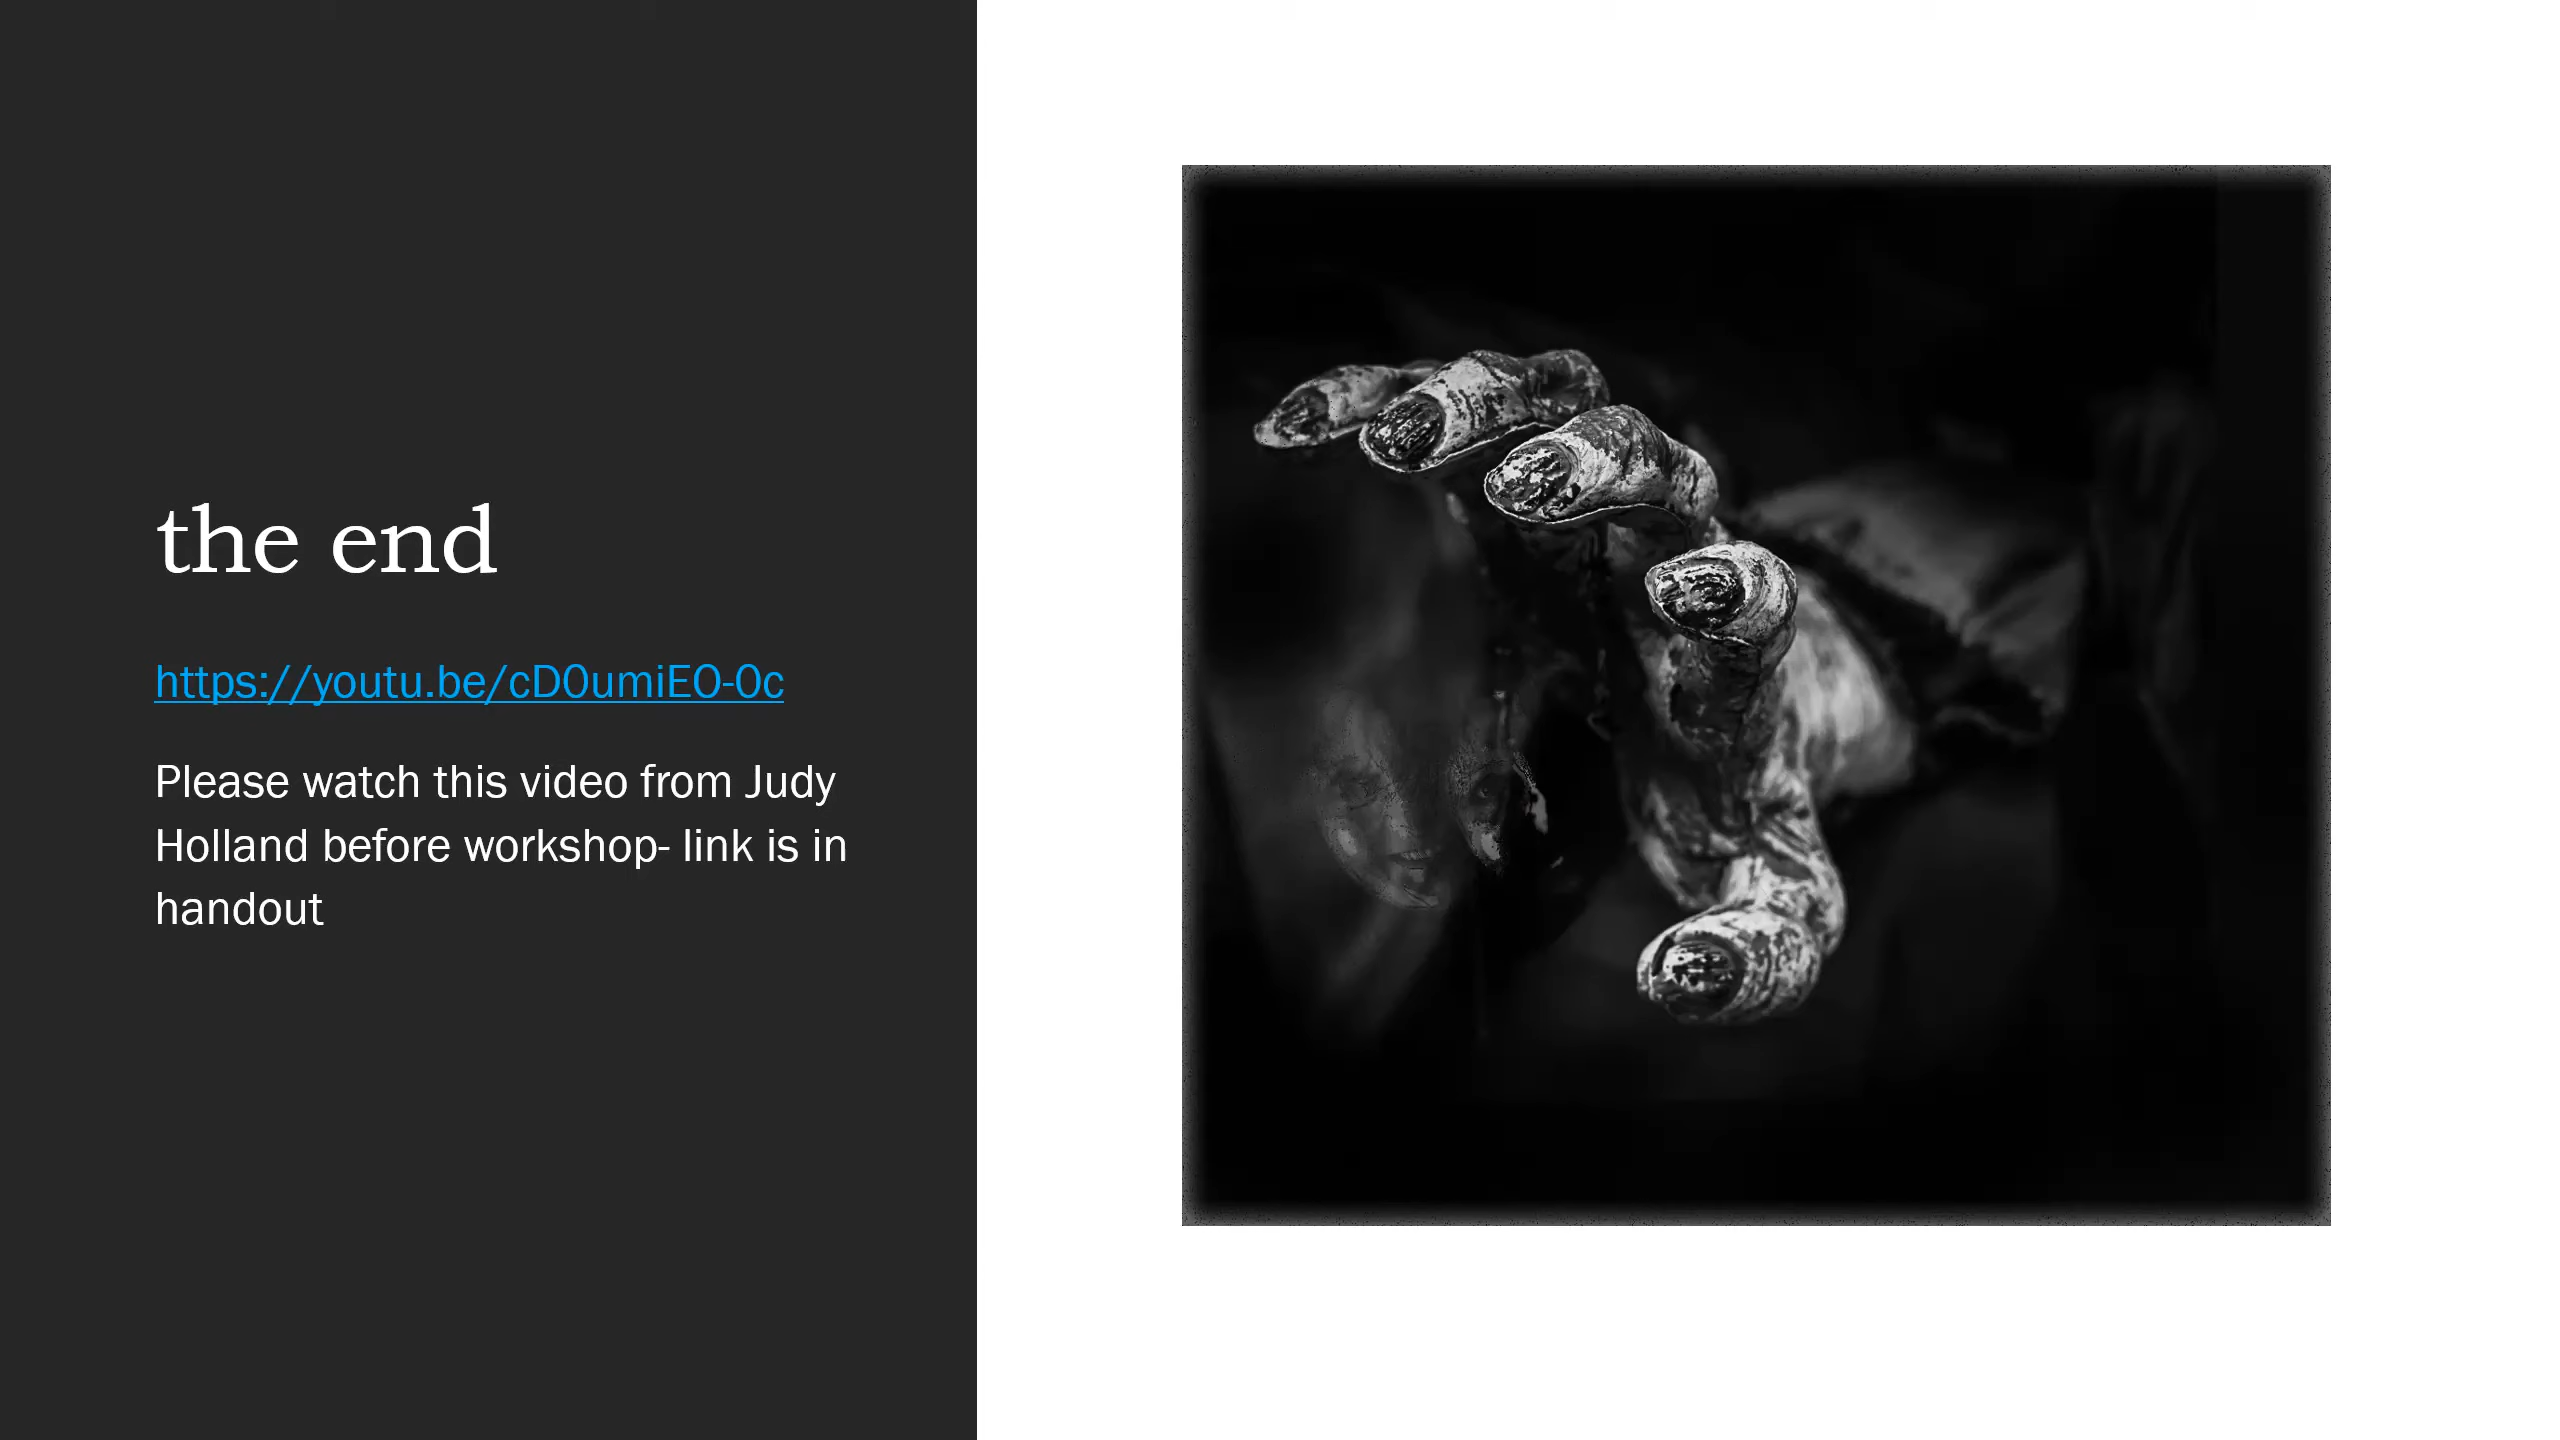 the end
https://youtu.be/cD0umiEO-0c
Please watch this video from Judy
Holland before workshop- link is in
handout